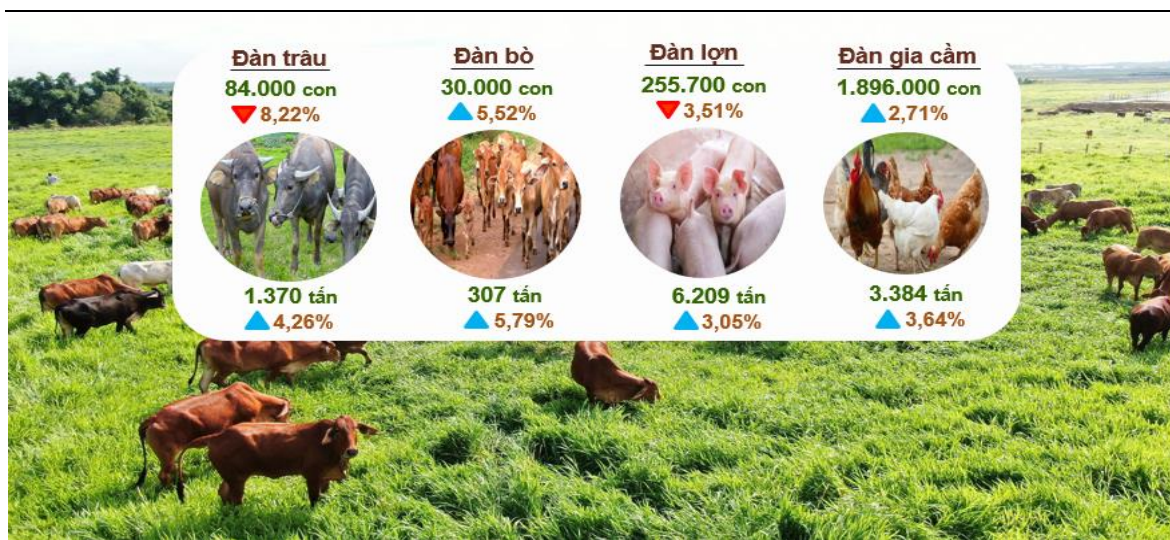 Đàn trâu
84.000 con
8,22%
1.370 tấn
4,26%
Đàn bò
30.000 con
5,52%
307 tấn
5,79%
Đàn lợn
255.700 con
3,51%
6.209 tấn
3,05%
Đàn gia cầm
1.896.000 con
2,71%
3.384 tấn
3,64%